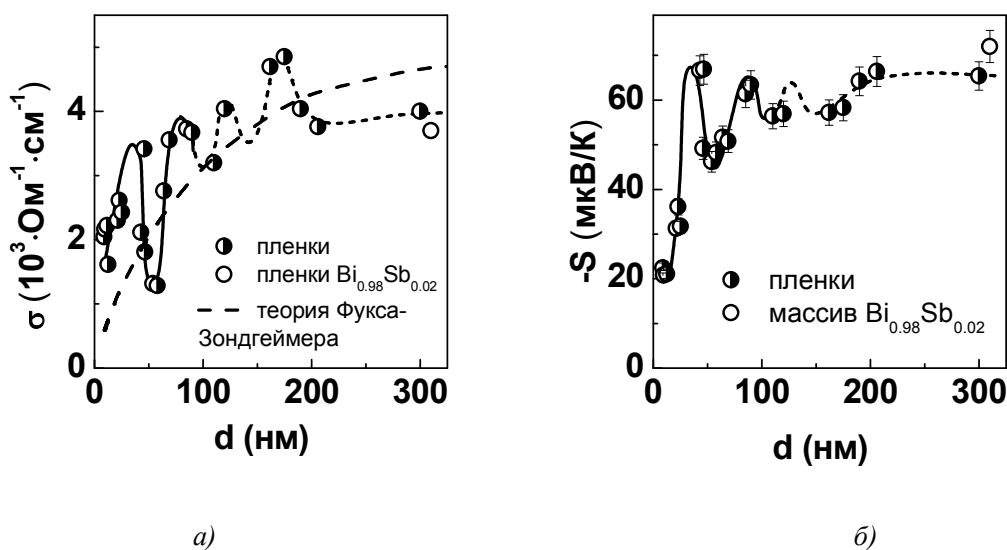 σ (10³·Ом⁻¹·см⁻¹)
4
2
0
0
100
200
300
d (нм)
пленки
пленки Bi₀.₉₈Sb₀.₀₂
теория Фукса-
Зондгеймера
а)
-S (мкВ/К)
60
40
20
0
0
100
200
300
d (нм)
пленки
массив Bi₀.₉₈Sb₀.₀₂
б)